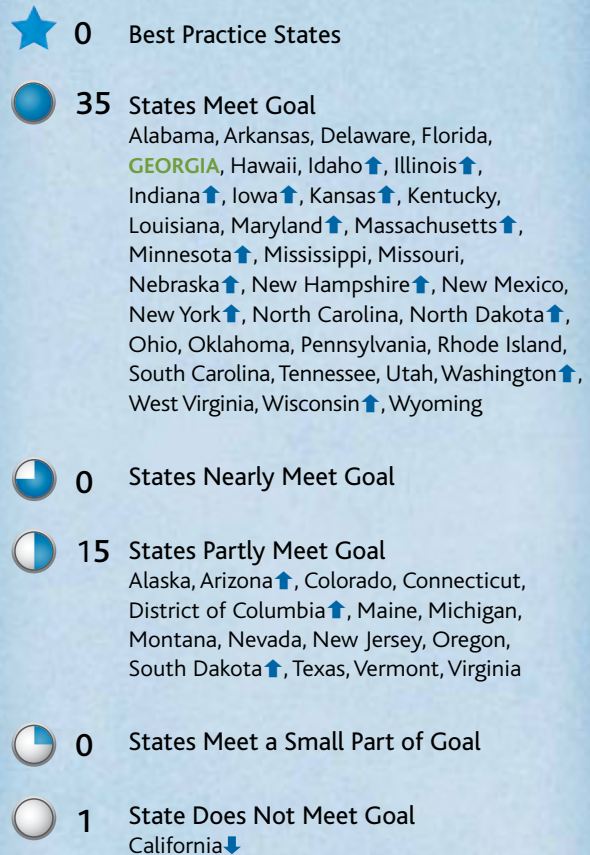 0 Best Practice States
35 States Meet Goal
Alabama, Arkansas, Delaware, Florida,
GEORGIA, Hawaii, Idaho⬆, Illinois⬆,
Indiana⬆, Iowa⬆, Kansas⬆, Kentucky,
Louisiana, Maryland⬆, Massachusetts⬆,
Minnesota⬆, Mississippi, Missouri,
Nebraska⬆, New Hampshire⬆, New Mexico,
New York⬆, North Carolina, North Dakota⬆,
Ohio, Oklahoma, Pennsylvania, Rhode Island,
South Carolina, Tennessee, Utah, Washington⬆,
West Virginia, Wisconsin⬆, Wyoming
0 States Nearly Meet Goal
15 States Partly Meet Goal
Alaska, Arizona⬆, Colorado, Connecticut,
District of Columbia⬆, Maine, Michigan,
Montana, Nevada, New Jersey, Oregon,
South Dakota⬆, Texas, Vermont, Virginia
0 States Meet a Small Part of Goal
1 State Does Not Meet Goal
California⬇